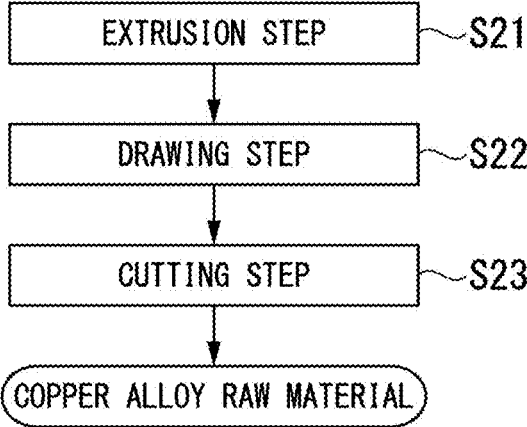 EXTRUSION STEP S21
DRAWING STEP S22
CUTTING STEP S23
COPPER ALLOY RAW MATERIAL